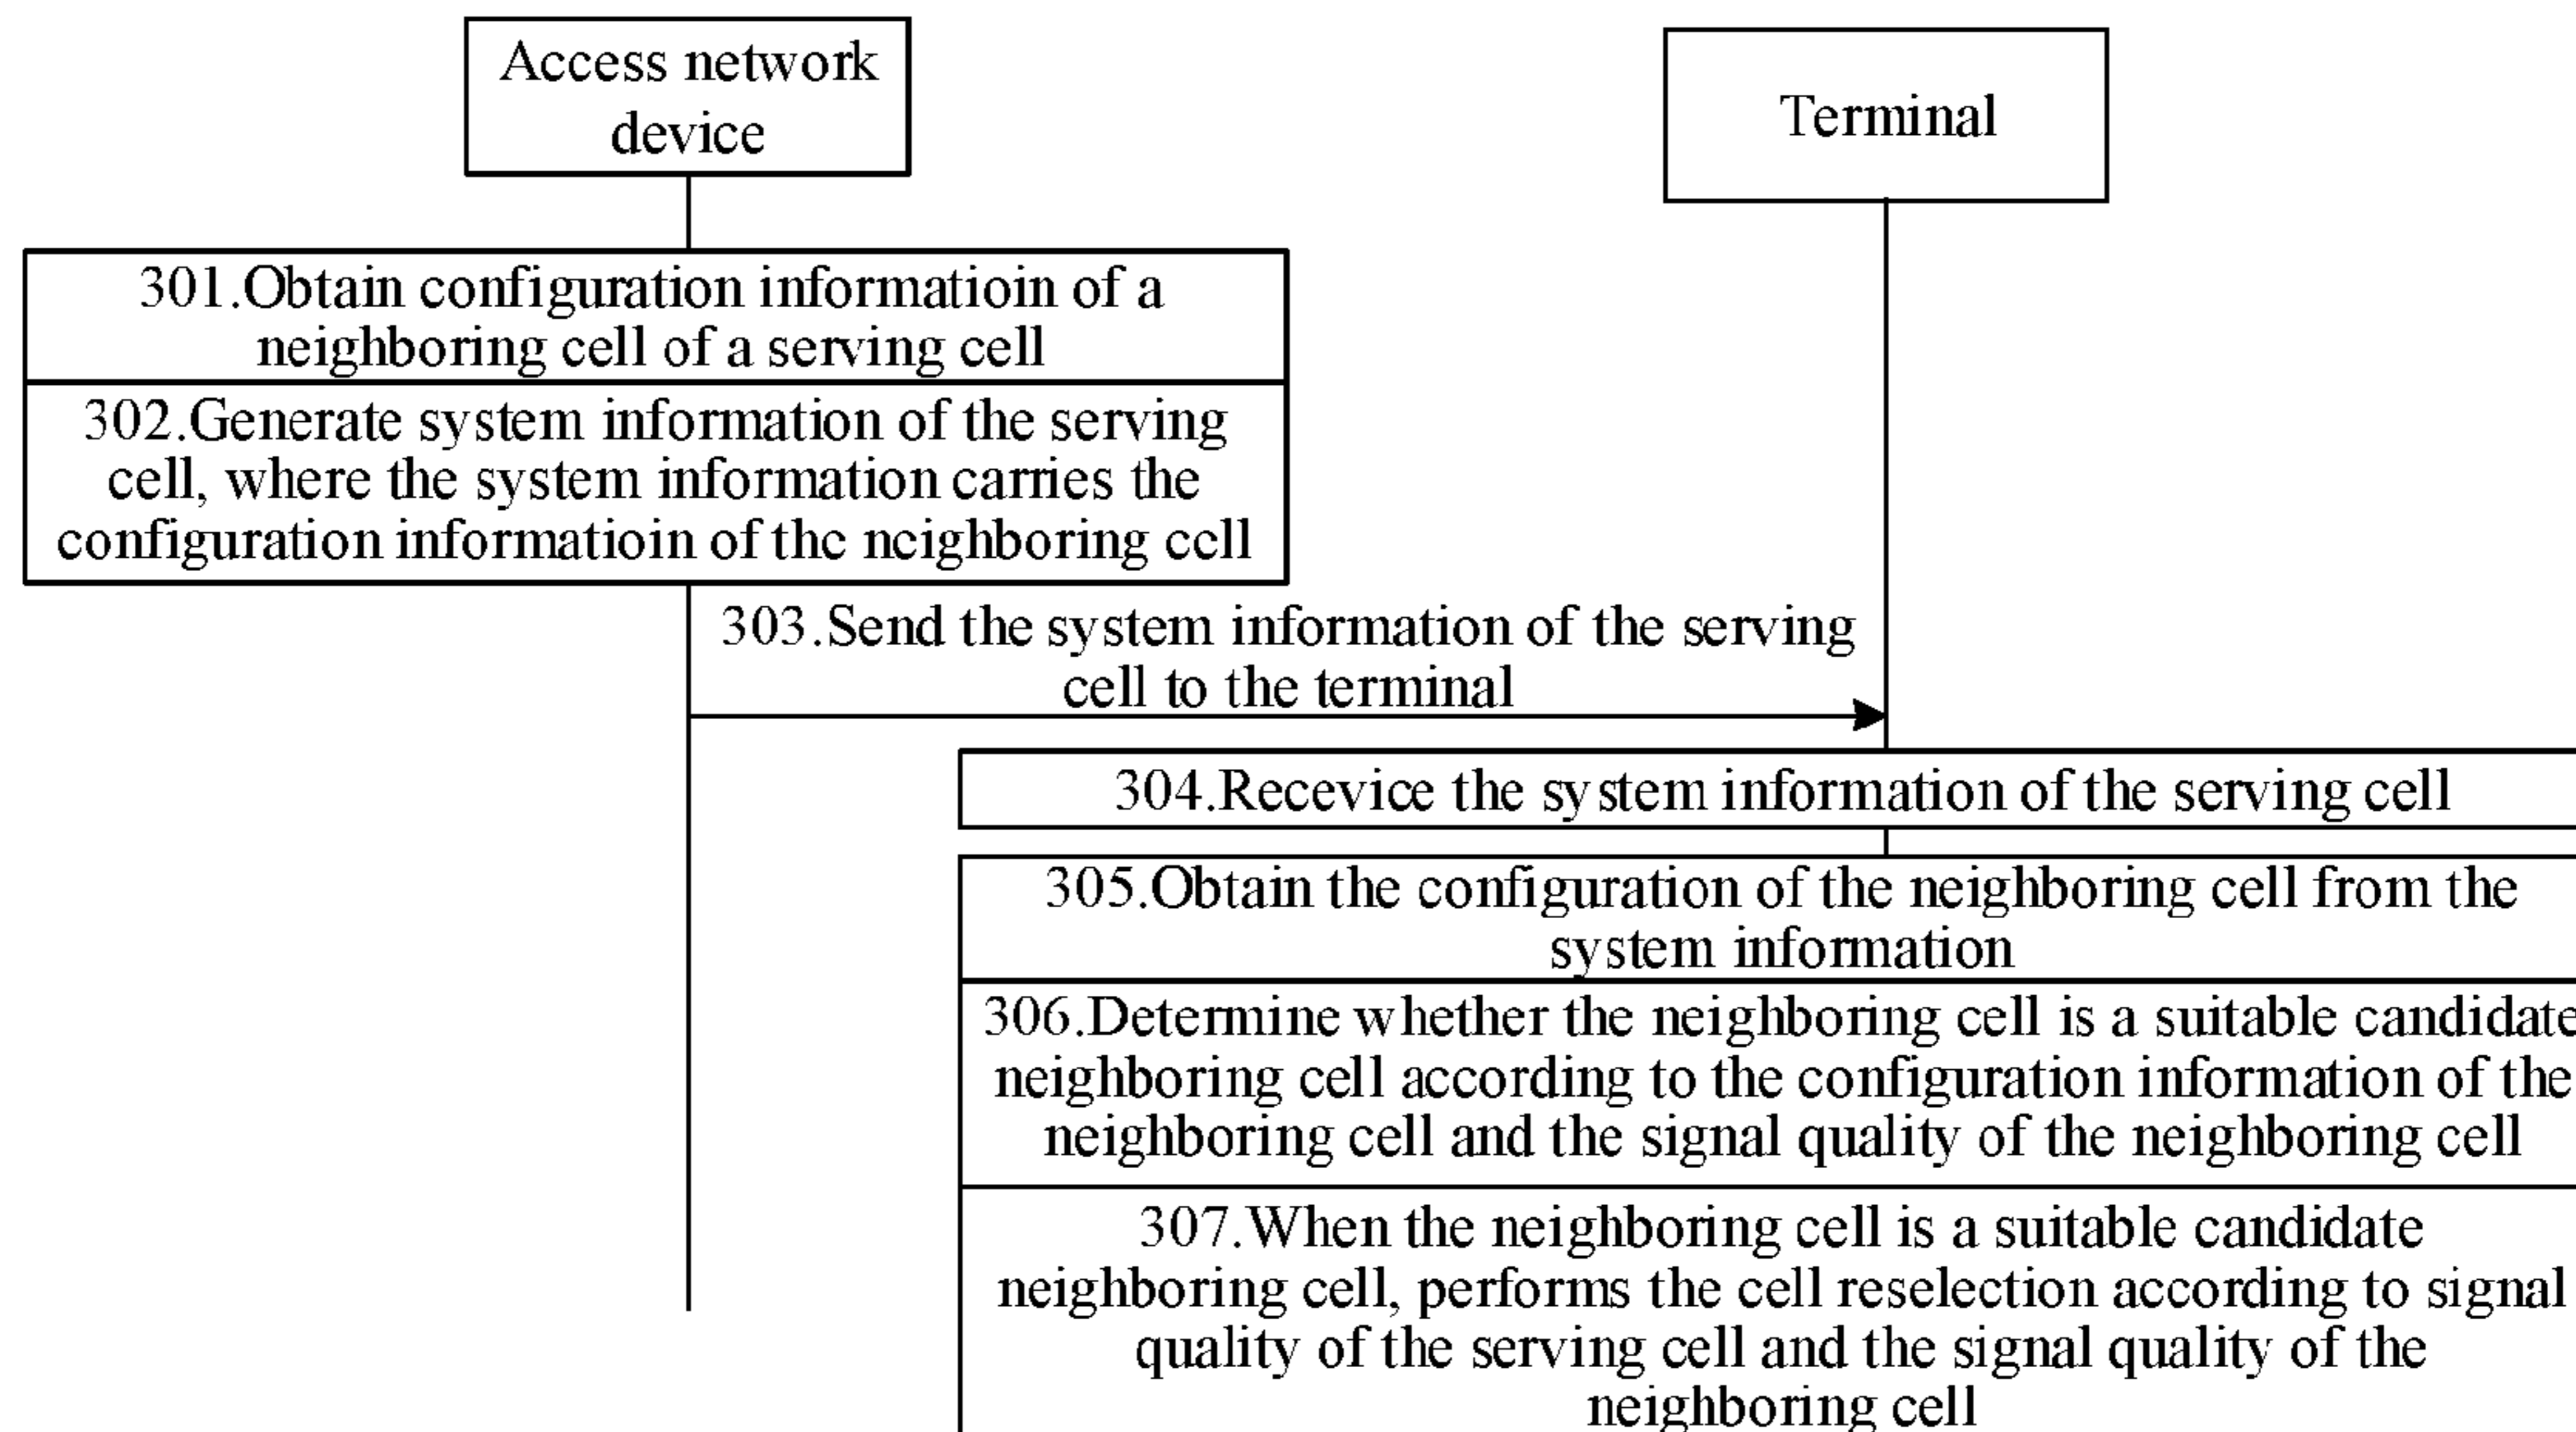 Access network
device
Terminal
301.Obtain configuration informatioin of a
neighboring cell of a serving cell
302.Generate system information of the serving
cell, where the system information carries the
configuration informatioin of the neighboring cell
303.Send the system information of the serving
cell to the terminal
304.Recevice the system information of the serving cell
305.Obtain the configuration of the neighboring cell from the
system information
306.Determine whether the neighboring cell is a suitable candidate
neighboring cell according to the configuration information of the
neighboring cell and the signal quality of the neighboring cell
307.When the neighboring cell is a suitable candidate
neighboring cell, performs the cell reselection according to signal
quality of the serving cell and the signal quality of the
neighboring cell